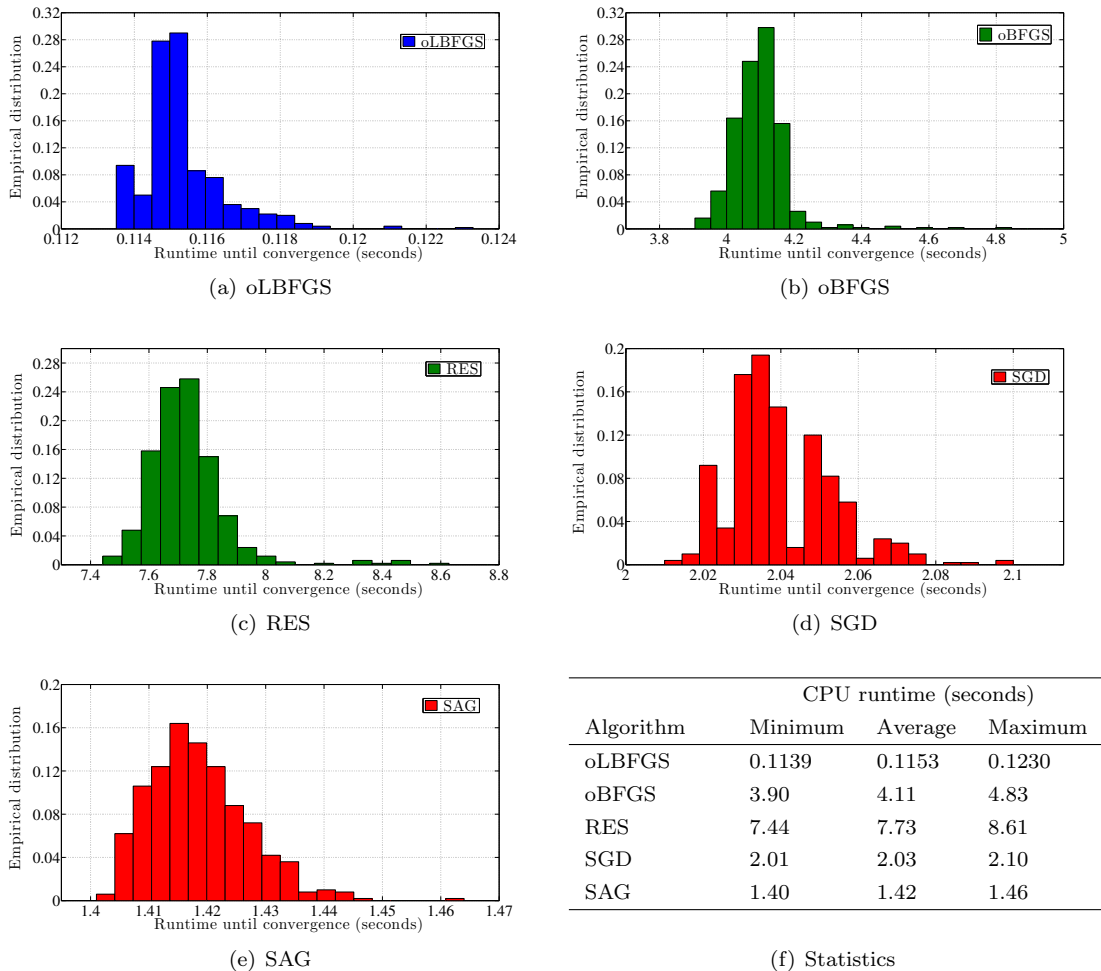 0.32
0.28
0.24
0.2
0.16
0.12
0.08
0.04
0
Empirical distribution
oLBFGS
0.112 0.114 0.116 0.118 0.12 0.122 0.124
Runtime until convergence (seconds)
(a) oLBFGS
0.32
0.28
0.24
0.2
0.16
0.12
0.08
0.04
0
Empirical distribution
oBFGS
3.8 4 4.2 4.4 4.6 4.8 5
Runtime until convergence (seconds)
(b) oBFGS
0.28
0.24
0.2
0.16
0.12
0.08
0.04
0
Empirical distribution
RES
7.4 7.6 7.8 8 8.2 8.4 8.6 8.8
Runtime until convergence (seconds)
(c) RES
0.2
0.16
0.12
0.08
0.04
0
Empirical distribution
SGD
2 2.02 2.04 2.06 2.08 2.1
Runtime until convergence (seconds)
(d) SGD
0.2
0.16
0.12
0.08
0.04
0
Empirical distribution
SAG
1.4 1.41 1.42 1.43 1.44 1.45 1.46 1.47
Runtime until convergence (seconds)
(e) SAG
CPU runtime (seconds)
Algorithm Minimum Average Maximum
oLBFGS 0.1139 0.1153 0.1230
oBFGS 3.90 4.11 4.83
RES 7.44 7.73 8.61
SGD 2.01 2.03 2.10
SAG 1.40 1.42 1.46
(f) Statistics